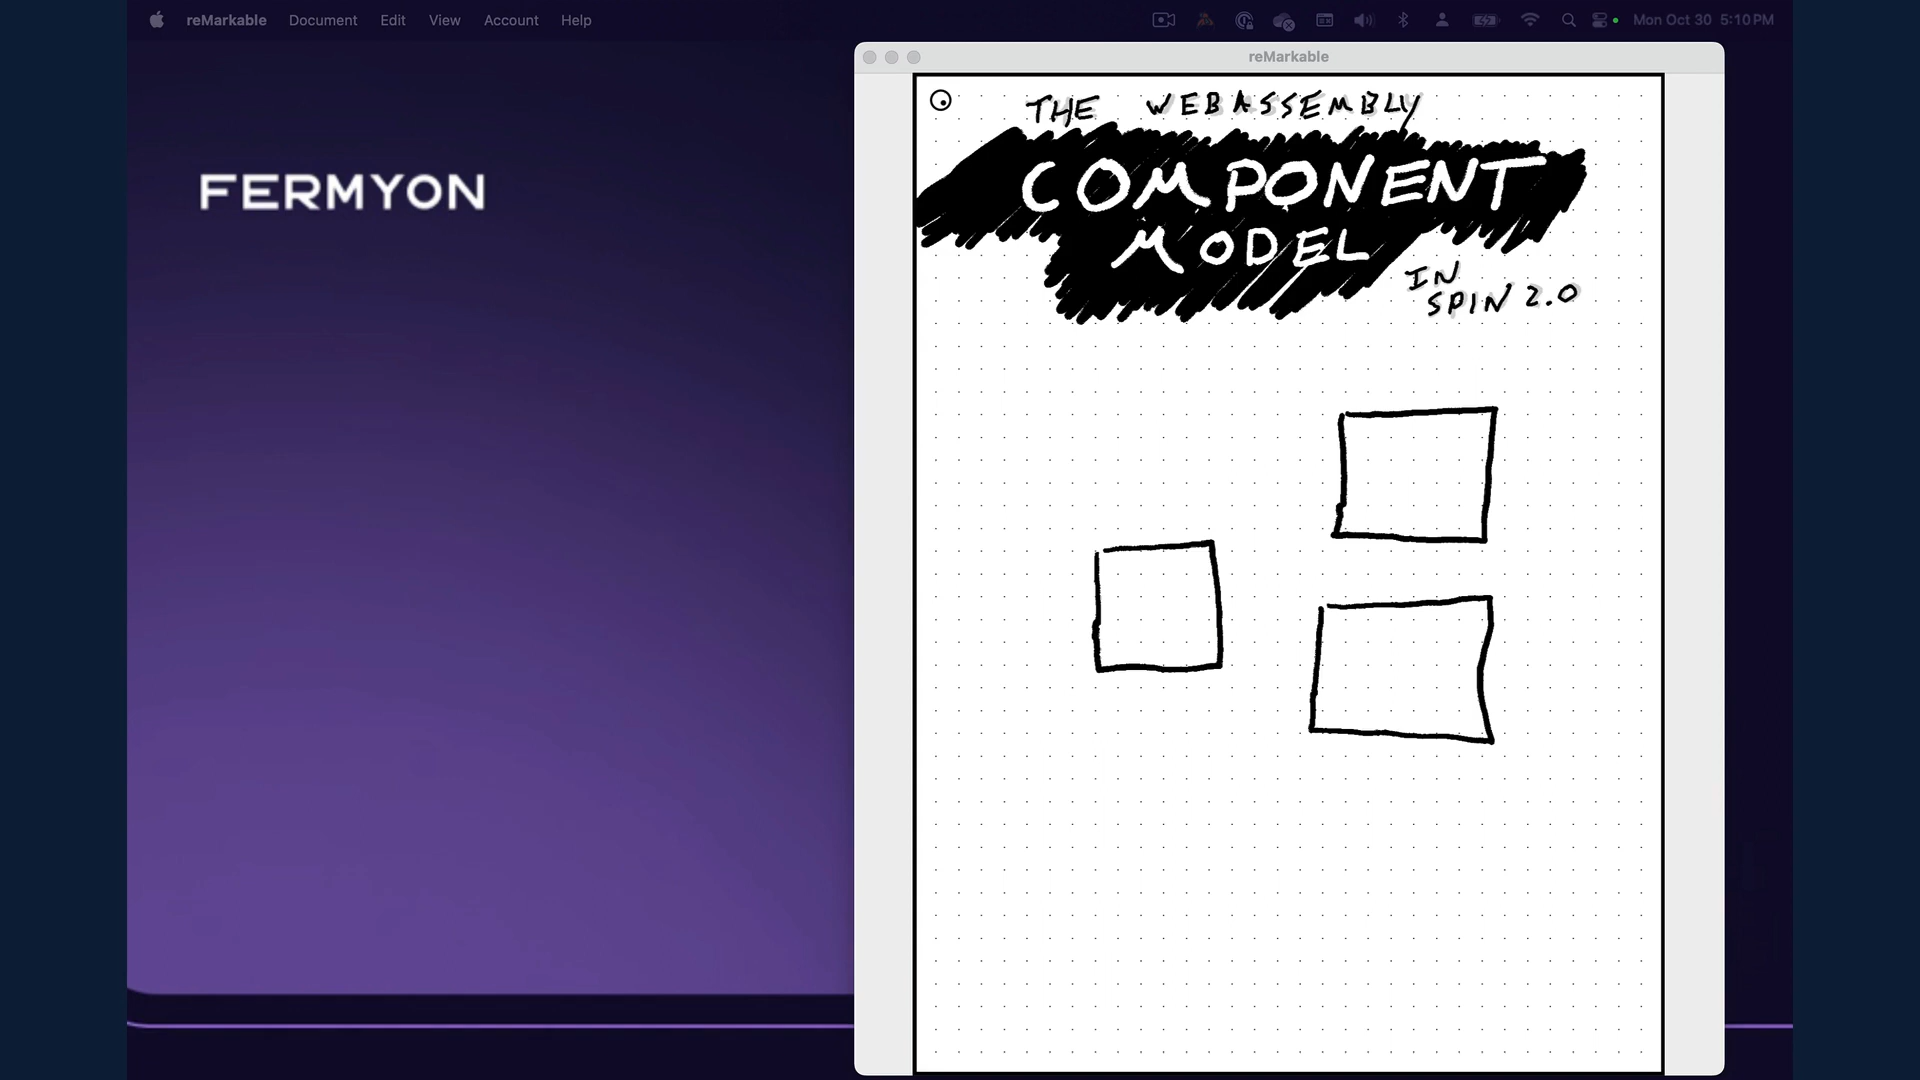 reMarkable Document Edit View Account Help Mon Oct 30 5:10 PM
FERMYON
reMarkable
THE WEBASSEMBLY
COMPONENT
MODEL
IN
SPIN 2.0